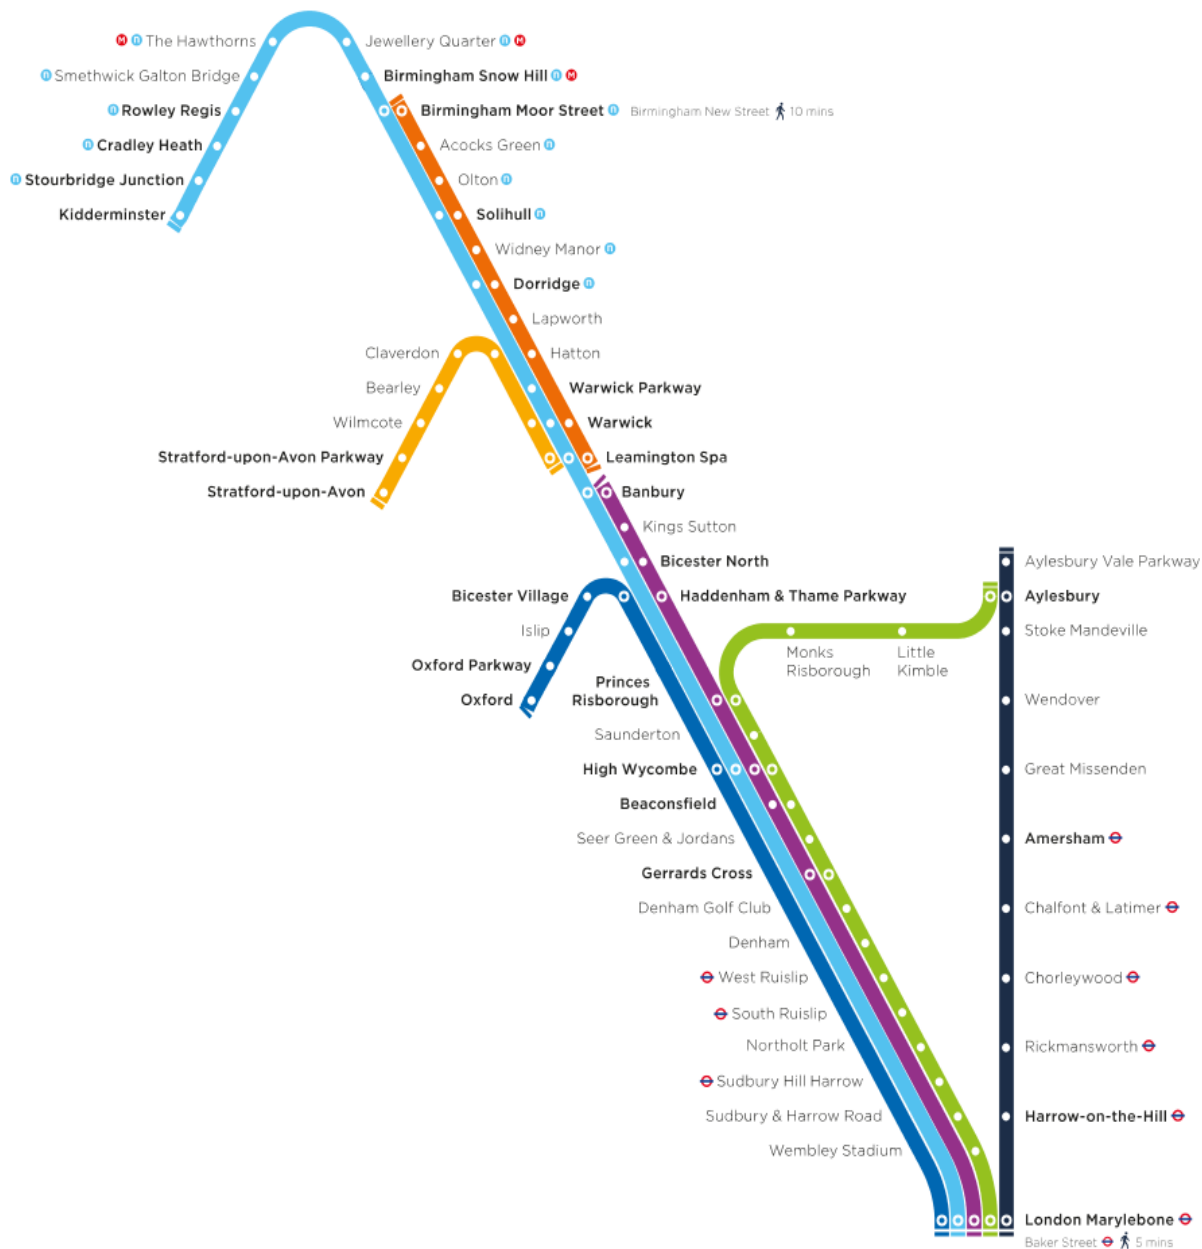 The Hawthorns
Jewellery Quarter
Smethwick Galton Bridge
Birmingham Snow Hill
Rowley Regis
Birmingham Moor Street
Birmingham New Street 10 mins
Cradley Heath
Acocks Green
Stourbridge Junction
Olton
Kidderminster
Solihull
Widney Manor
Dorridge
Lapworth
Claverdon
Hatton
Bearley
Warwick Parkway
Wilmcote
Warwick
Stratford-upon-Avon Parkway
Leamington Spa
Stratford-upon-Avon
Banbury
Kings Sutton
Bicester North
Aylesbury Vale Parkway
Bicester Village
Haddenham & Thame Parkway
Aylesbury
Islip
Stoke Mandeville
Monks
Risborough
Little
Kimble
Oxford Parkway
Princes
Risborough
Oxford
Wendover
Saunderton
High Wycombe
Great Missenden
Beaconsfield
Seer Green & Jordans
Amersham
Gerrards Cross
Denham Golf Club
Chalfont & Latimer
Denham
West Ruislip
Chorleywood
South Ruislip
Northolt Park
Rickmansworth
Sudbury Hill Harrow
Sudbury & Harrow Road
Harrow-on-the-Hill
Wembley Stadium
London Marylebone
Baker Street 5 mins